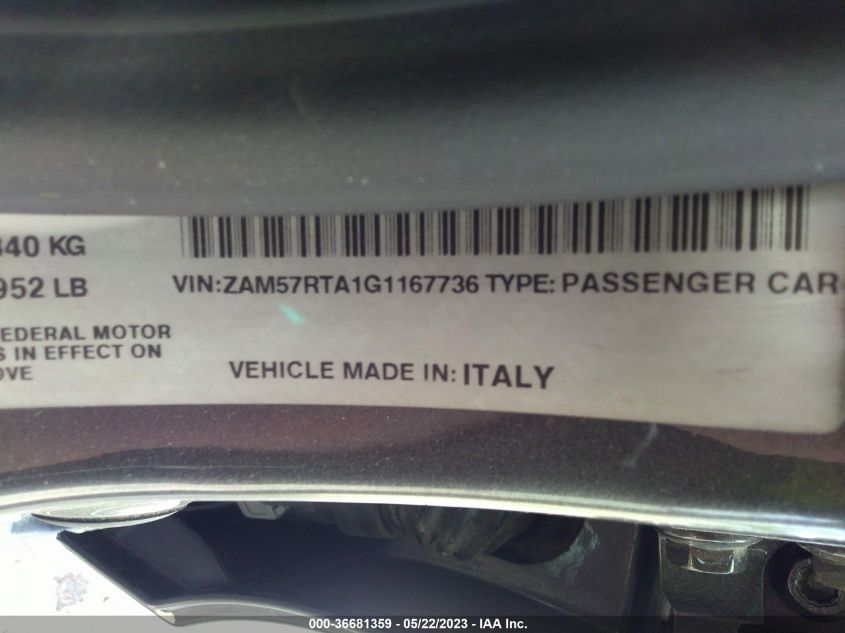 340 KG
952 LB
VIN:ZAM57RTA1G1167736 TYPE: PASSENGER CAR
FEDERAL MOTOR
S IN EFFECT ON
OVE
VEHICLE MADE IN: ITALY
000-36681359 - 05/22/2023 - IAA Inc.